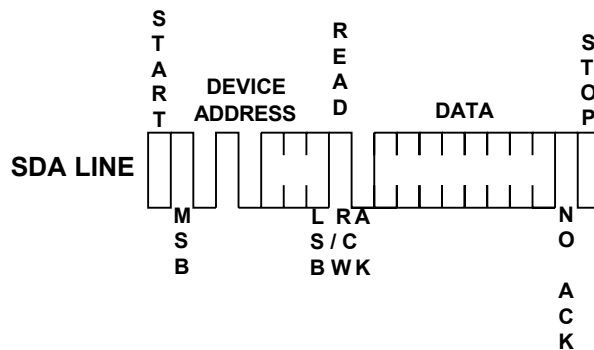 START
DEVICE
ADDRESS
READ
DATA
STOP
SDA LINE
MSB
LSB
R/W
ACK
NO ACK